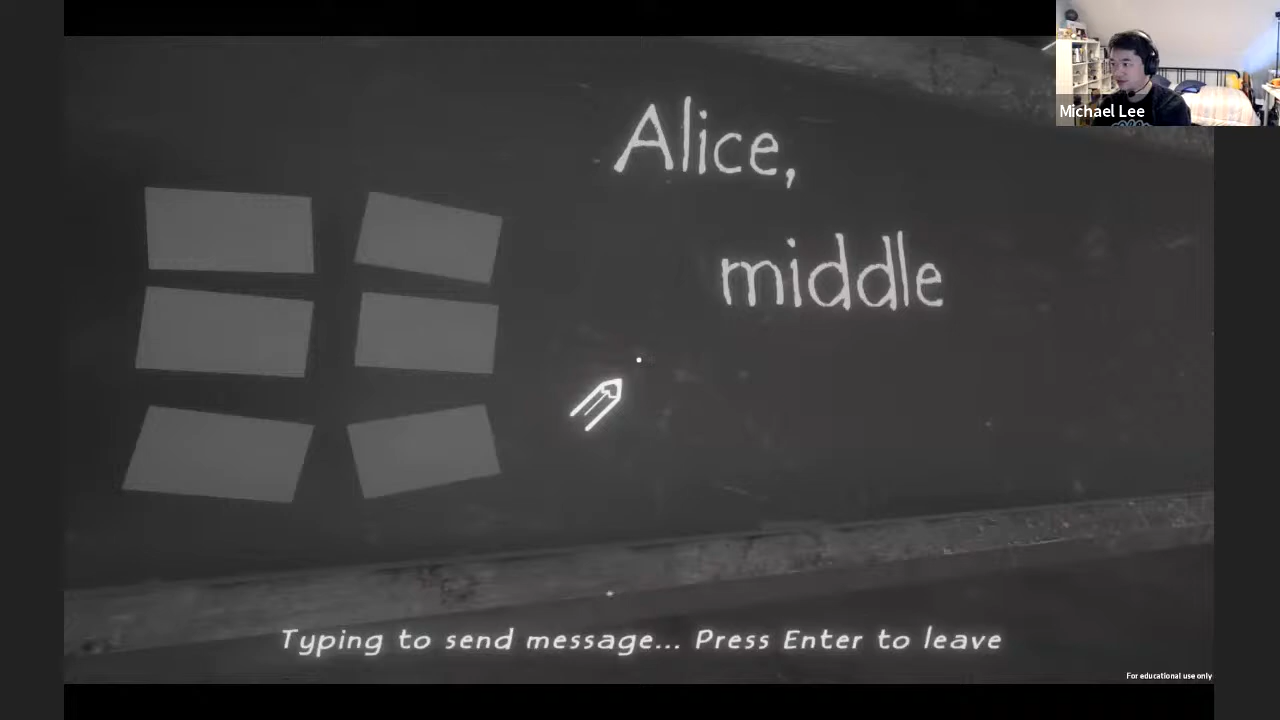 Michael Lee
Alice,
middle
Typing to send message... Press Enter to leave
For educational use only